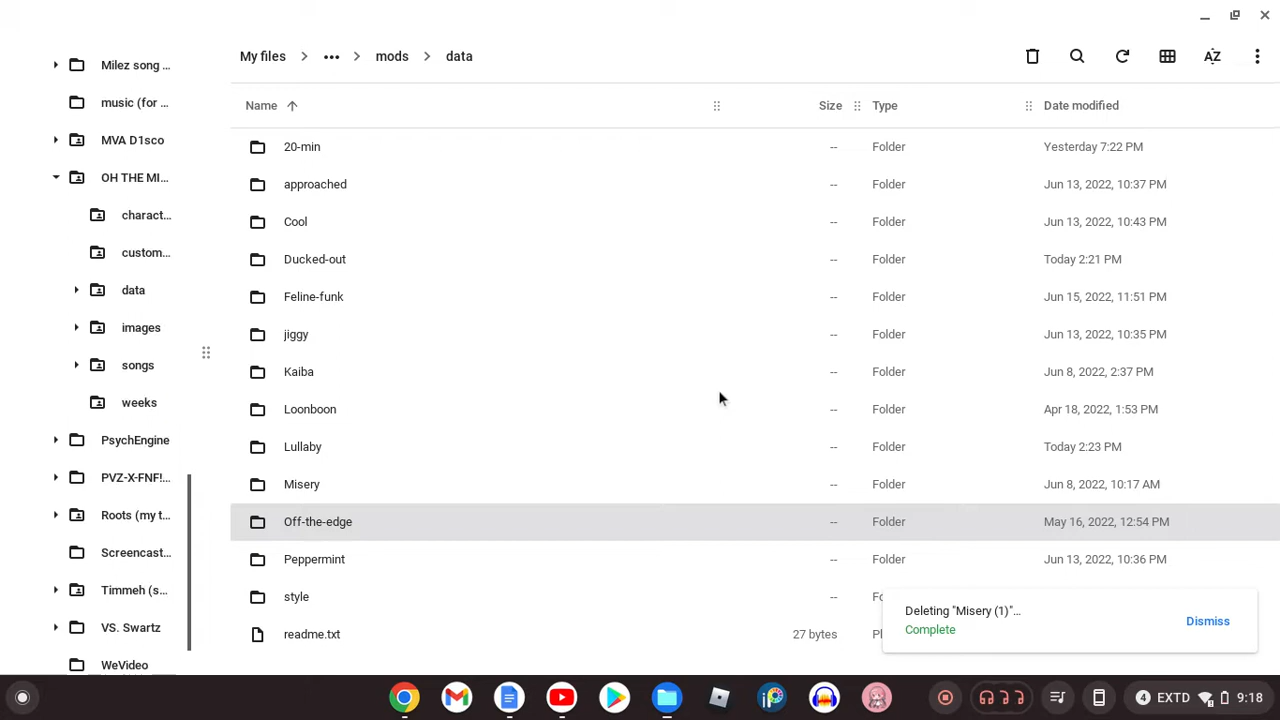 My files ... mods data
Name Size Type Date modified
Milez song ...
music (for ...
MVA D1sco
OH THE MI...
charact...
custom...
data
images
songs
weeks
PsychEngine
PVZ-X-FNF!...
Roots (my t...
Screencast...
Timmeh (s...
VS. Swartz
WeVideo
20-min -- Folder Yesterday 7:22 PM
approached -- Folder Jun 13, 2022, 10:37 PM
Cool -- Folder Jun 13, 2022, 10:43 PM
Ducked-out -- Folder Today 2:21 PM
Feline-funk -- Folder Jun 15, 2022, 11:51 PM
jiggy -- Folder Jun 13, 2022, 10:35 PM
Kaiba -- Folder Jun 8, 2022, 2:37 PM
Loonboon -- Folder Apr 18, 2022, 1:53 PM
Lullaby -- Folder Today 2:23 PM
Misery -- Folder Jun 8, 2022, 10:17 AM
Off-the-edge -- Folder May 16, 2022, 12:54 PM
Peppermint -- Folder Jun 13, 2022, 10:36 PM
style --
readme.txt 27 bytes
Deleting "Misery (1)"...
Complete
Dismiss
4 EXTD 9:18